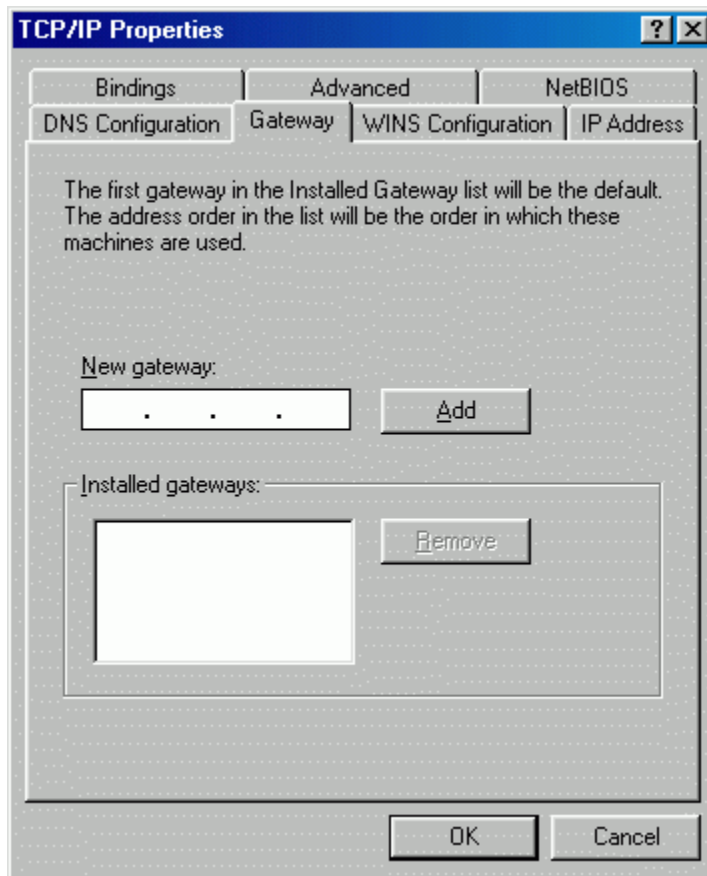 TCP/IP Properties
Bindings Advanced NetBIOS
DNS Configuration Gateway WINS Configuration IP Address
The first gateway in the Installed Gateway list will be the default.
The address order in the list will be the order in which these
machines are used.
New gateway:
. . .
Add
Installed gateways:
Remove
OK Cancel